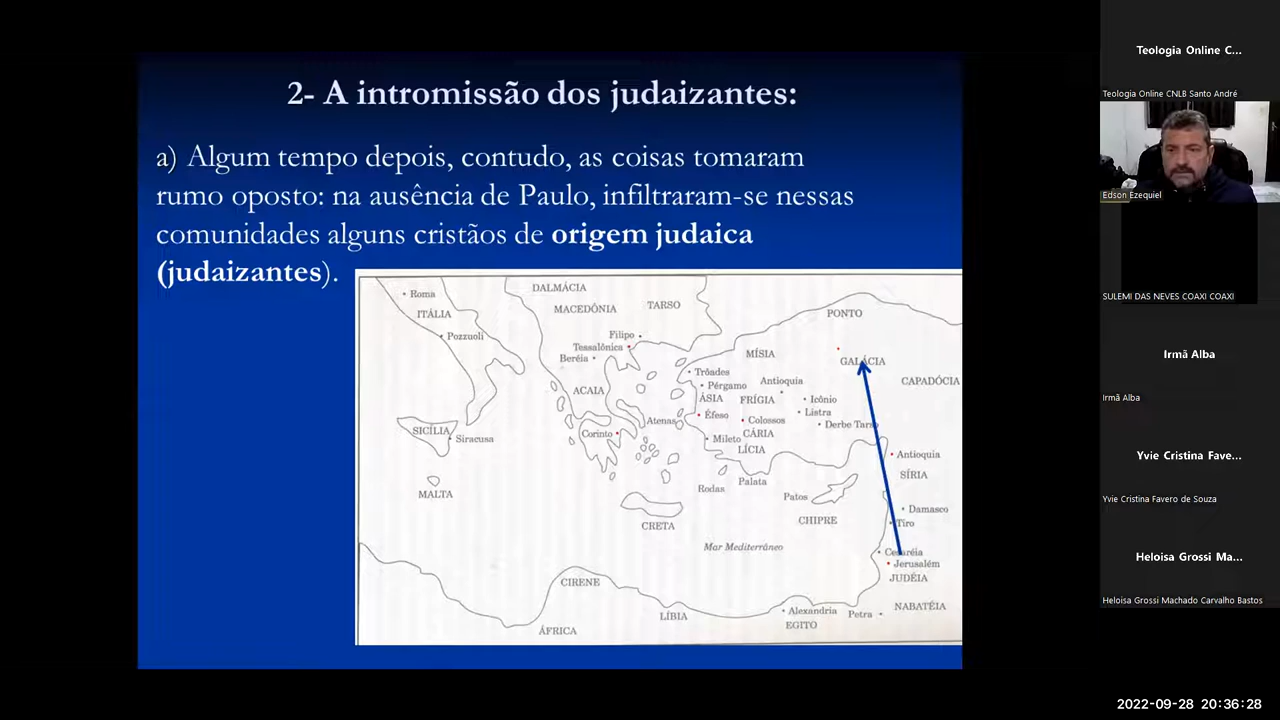 2- A intromissão dos judaizantes:
a) Algum tempo depois, contudo, as coisas tomaram
rumo oposto: na ausência de Paulo, infiltraram-se nessas
comunidades alguns cristãos de origem judaica
(judaizantes).
Roma
ITÁLIA
Pozzuoli
DALMÁCIA
MACEDÔNIA
TARSO
Filipo
Tessalônica
Beréia
ACAIA
Atenas
Corinto
SICÍLIA
Siracusa
MALTA
PONTO
MÍSIA
GALÁCIA
CAPADÓCIA
Trôades
Pérgamo
Antioquia
ÁSIA
FRÍGIA
Icônio
Listra
Éfeso
Colossos
Derbe
Mileto
CÁRIA
LÍCIA
Antioquia
SÍRIA
Rodas
Palata
Patos
CHIPRE
Damasco
Tiro
CRETA
Mar Mediterrâneo
Cesaréia
Jerusalém
JUDÉIA
CIRENE
LÍBIA
Alexandria
Petra
NABATÉIA
EGITO
ÁFRICA
Teologia Online C...
Teologia Online CNLB Santo André
Edson Ezequiel
SULEMI DAS NEVES COAXI COAXI
Irmã Alba
Irmã Alba
Yvie Cristina Fave...
Yvie Cristina Favero de Souza
Heloisa Grossi Ma...
Heloisa Grossi Machado Carvalho Bastos
2022-09-28 20:36:28